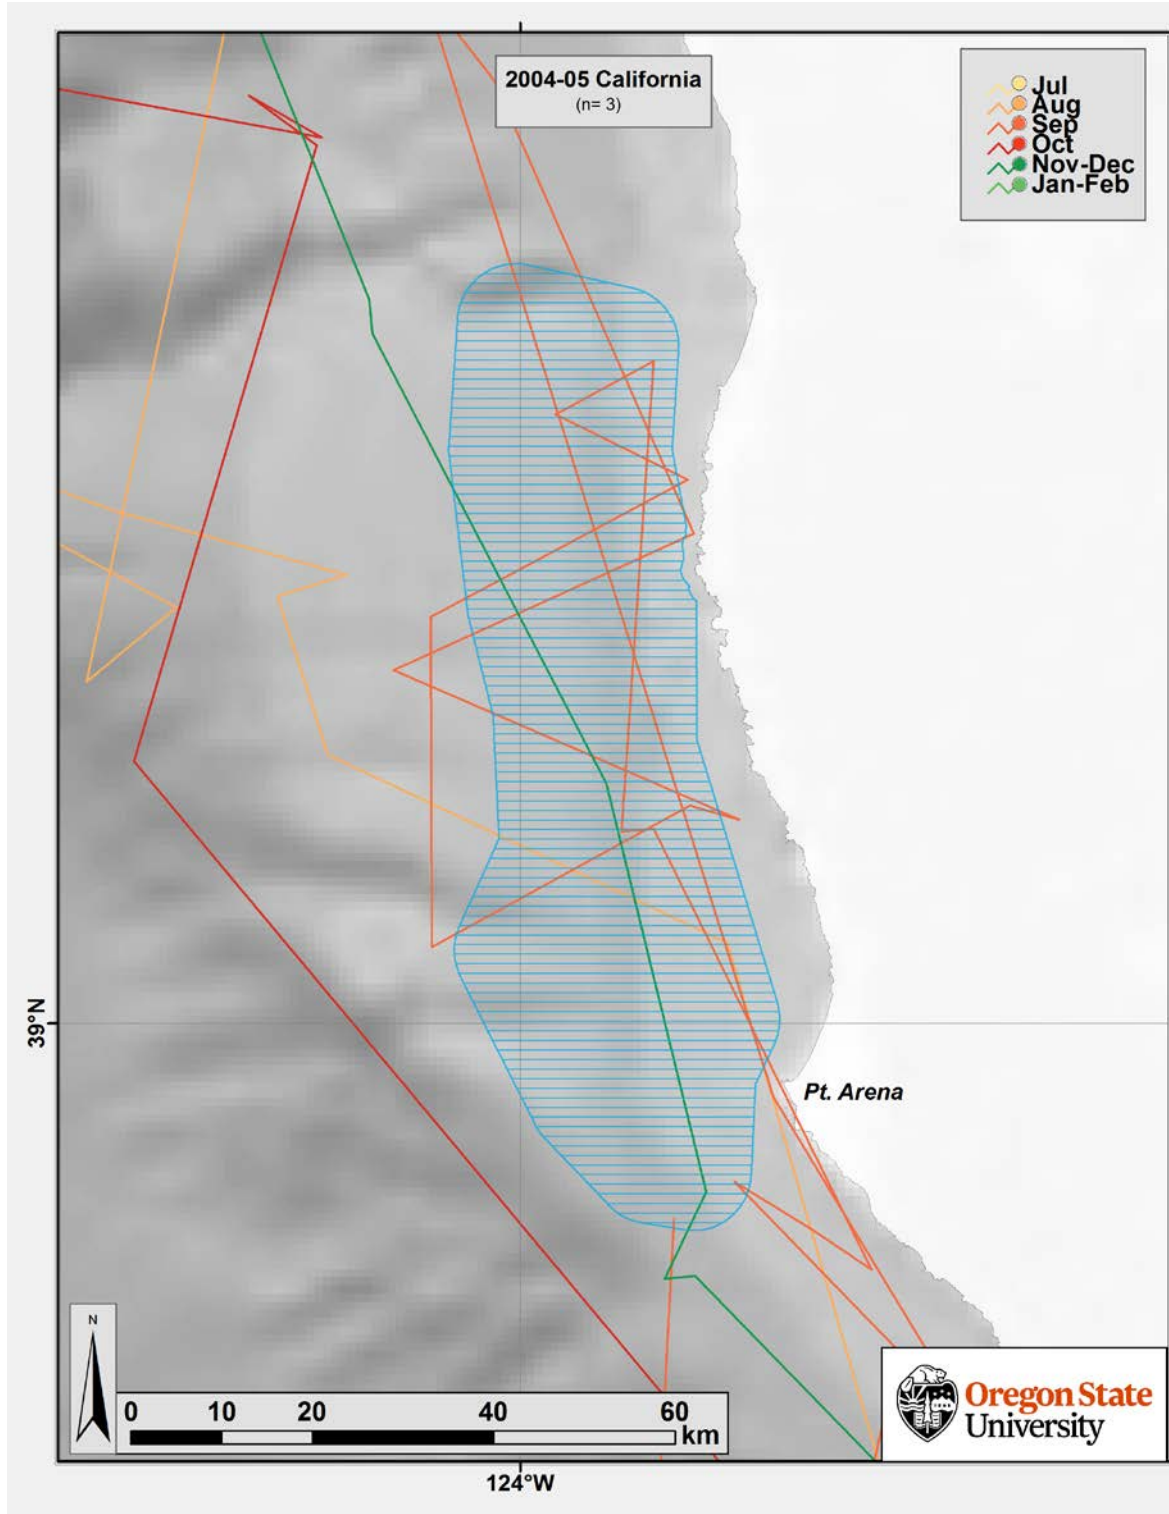 2004-05 California
(n= 3)
Jul
Aug
Sep
Oct
Nov-Dec
Jan-Feb
39°N
Pt. Arena
N
0 10 20 40 60
km
Oregon State
University
124°W